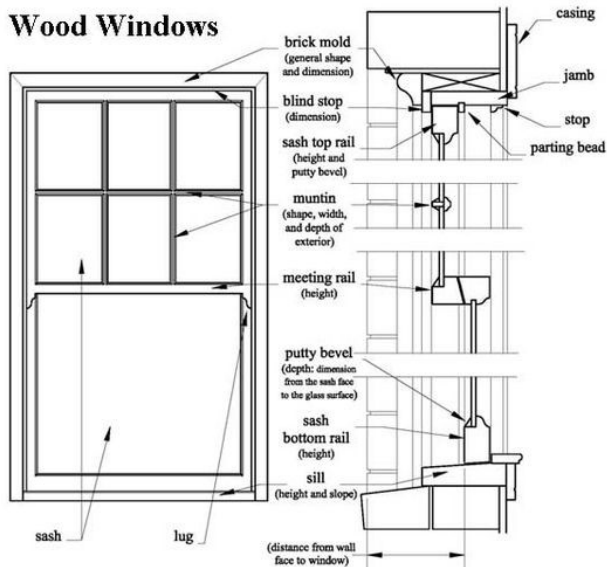 Wood Windows
brick mold
(general shape
and dimension)
blind stop
(dimension)
sash top rail
(height and
putty bevel)
muntin
(shape, width,
and depth of
exterior)
meeting rail
(height)
putty bevel
(depth: dimension
from the sash face
to the glass surface)
sash
bottom rail
(height)
sill
(height and slope)
sash
lug
(distance from wall
face to window)
casing
jamb
stop
parting bead